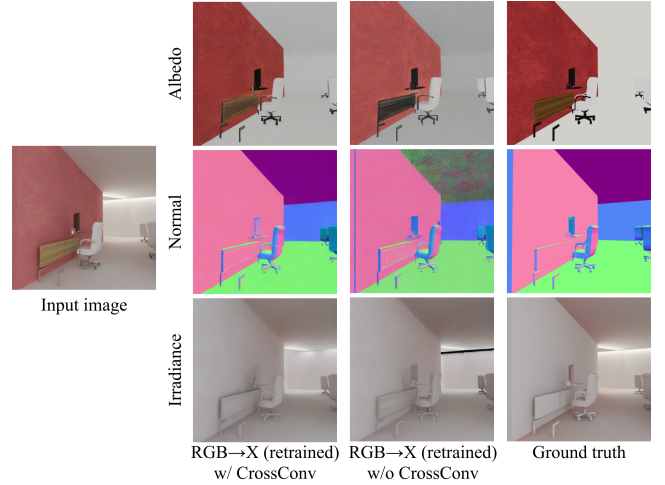 Albedo
Normal
Input image
Irradiance
RGB→X (retrained)
w/ CrossConv
RGB→X (retrained)
w/o CrossConv
Ground truth